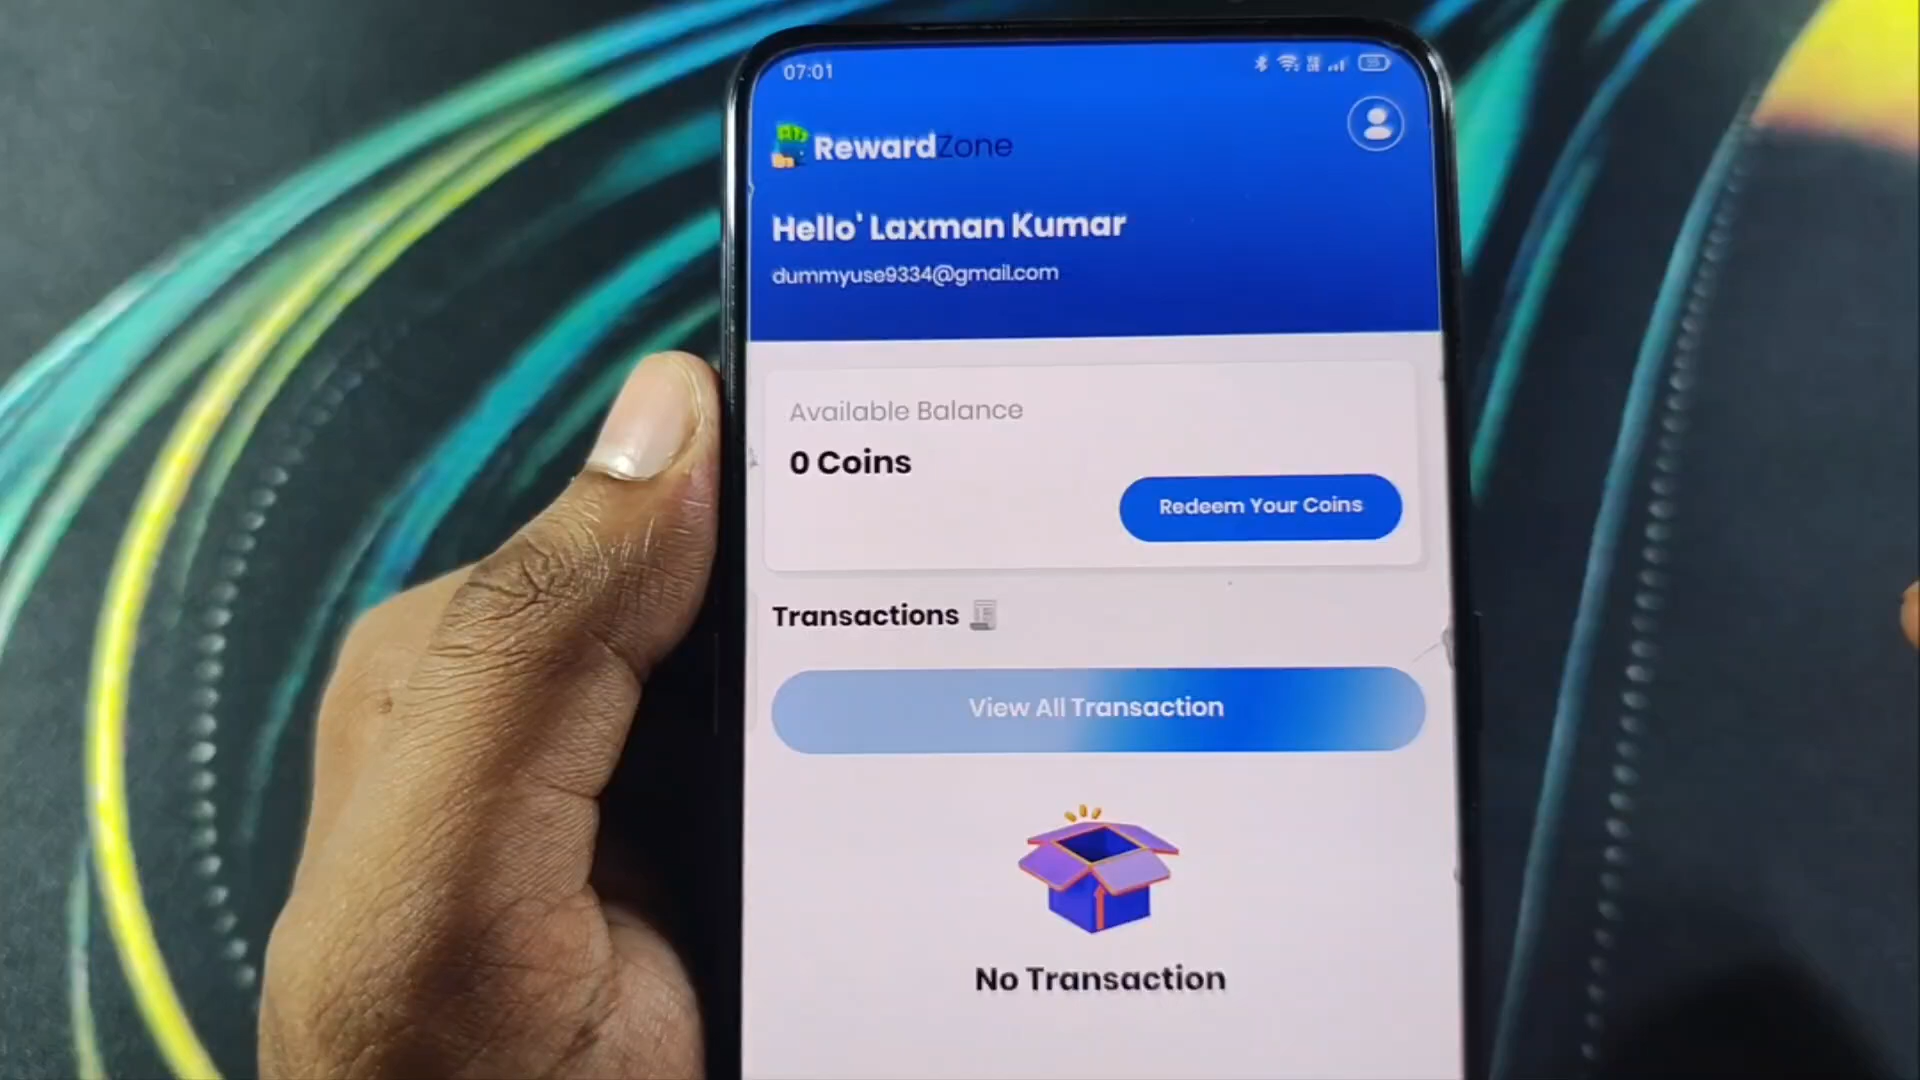 07:01
RewardZone
Hello' Laxman Kumar
dummyuse9334@gmail.com
Available Balance
0 Coins
Redeem Your Coins
Transactions
View All Transaction
No Transaction